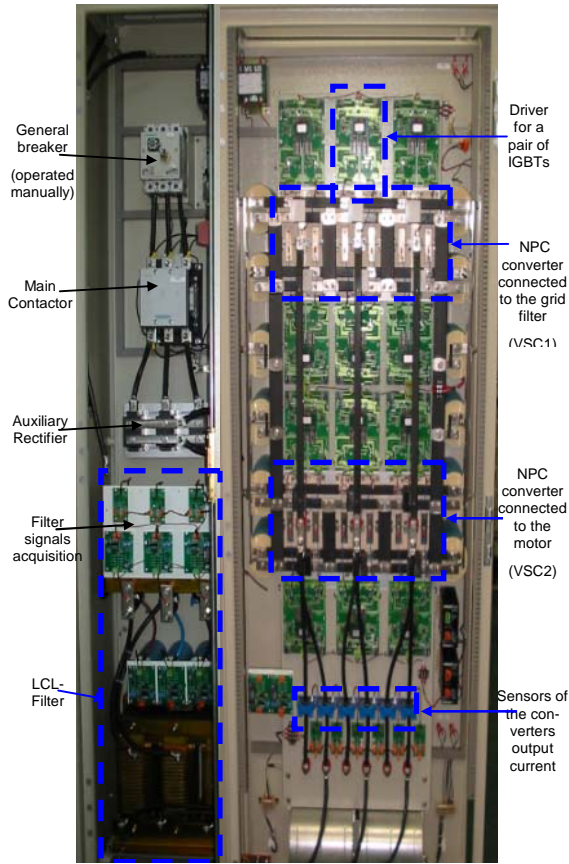 General
breaker
(operated
manually)
Main
Contactor
Auxiliary
Rectifier
Filter
signals
acquisition
LCL-
Filter
Driver
for a
pair of
IGBTs
NPC
converter
connected
to the grid
filter
(VSC1)
NPC
converter
connected
to the
motor
(VSC2)
Sensors of
the con-
verters
output
current